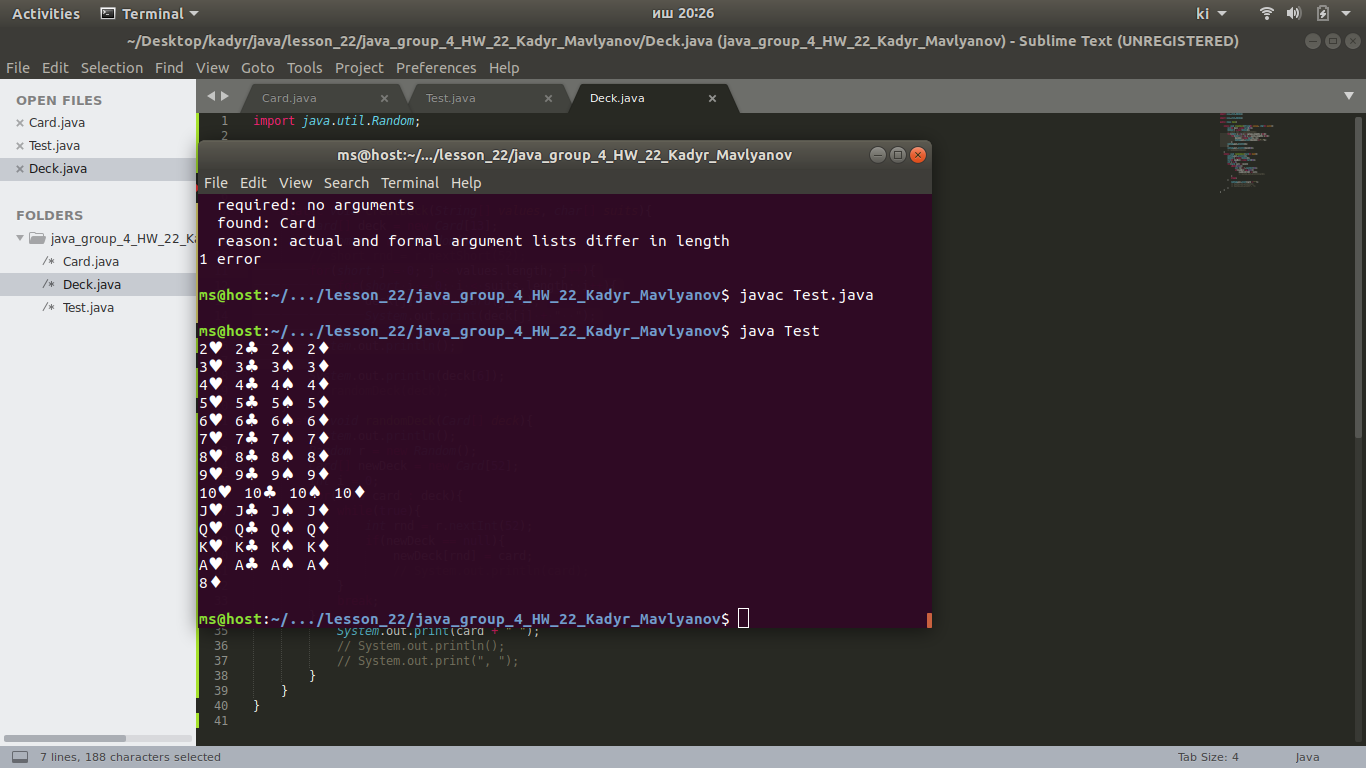 Activities Terminal иш 20:26 ki
~/Desktop/kadyr/java/lesson_22/java_group_4_HW_22_Kadyr_Mavlyanov/Deck.java (java_group_4_HW_22_Kadyr_Mavlyanov) - Sublime Text (UNREGISTERED)
File Edit Selection Find View Goto Tools Project Preferences Help
OPEN FILES
Card.java
Test.java
Deck.java
FOLDERS
java_group_4_HW_22_Ka
/* Card.java
/* Deck.java
/* Test.java
Card.java Test.java Deck.java
1 import java.util.Random;
2
ms@host:~/.../lesson_22/java_group_4_HW_22_Kadyr_Mavlyanov
File Edit View Search Terminal Help
required: no arguments
found: Card
reason: actual and formal argument lists differ in length
1 error
ms@host:~/.../lesson_22/java_group_4_HW_22_Kadyr_Mavlyanov$ javac Test.java
ms@host:~/.../lesson_22/java_group_4_HW_22_Kadyr_Mavlyanov$ java Test
2♥ 2♣ 2♠ 2♦
3♥ 3♣ 3♠ 3♦
4♥ 4♣ 4♠ 4♦
5♥ 5♣ 5♠ 5♦
6♥ 6♣ 6♠ 6♦
7♥ 7♣ 7♠ 7♦
8♥ 8♣ 8♠ 8♦
9♥ 9♣ 9♠ 9♦
10♥ 10♣ 10♠ 10♦
J♥ J♣ J♠ J♦
Q♥ Q♣ Q♠ Q♦
K♥ K♣ K♠ K♦
A♥ A♣ A♠ A♦
8♦
ms@host:~/.../lesson_22/java_group_4_HW_22_Kadyr_Mavlyanov$
35 System.out.print(card + " ");
36 // System.out.println();
37 // System.out.print(", ");
38 }
39 }
40 }
41
7 lines, 188 characters selected Tab Size: 4 Java